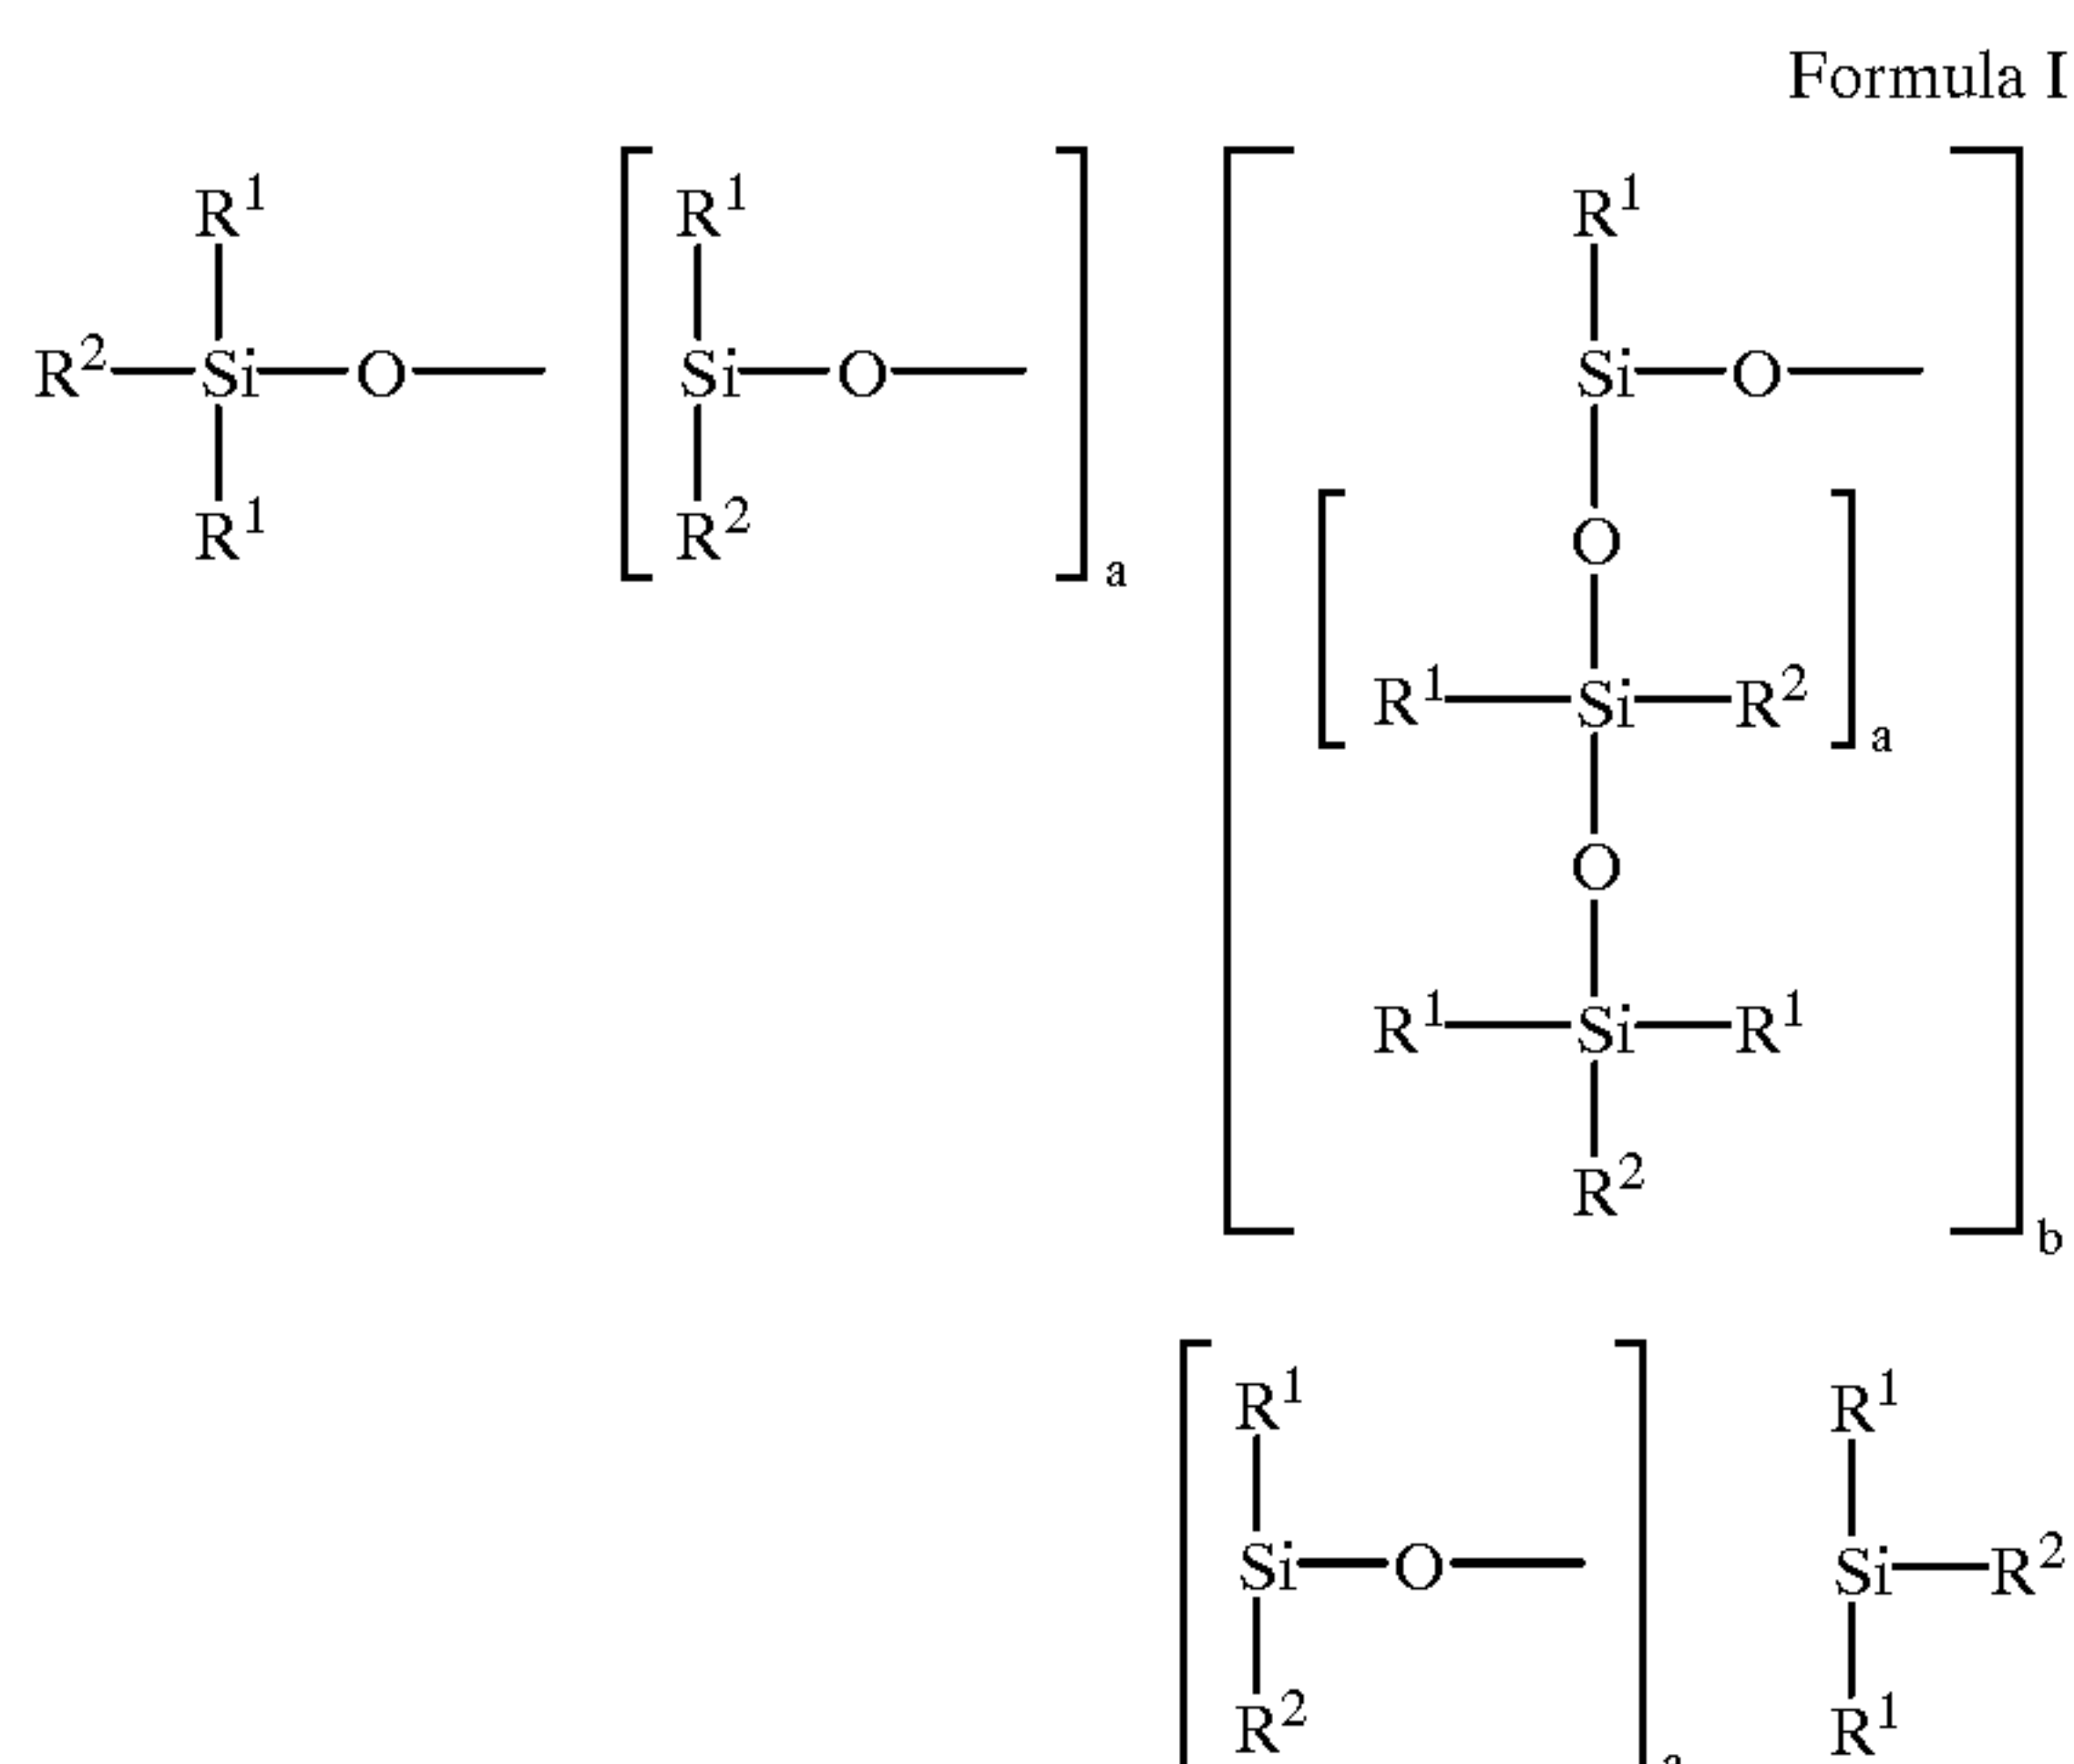 Formula I
R¹ R¹ R¹
R² Si O Si O Si O
R¹ R² O
a
R¹ Si R²
a
O
R¹ Si R¹
R²
b
R¹ R¹
Si O Si R²
R² R¹